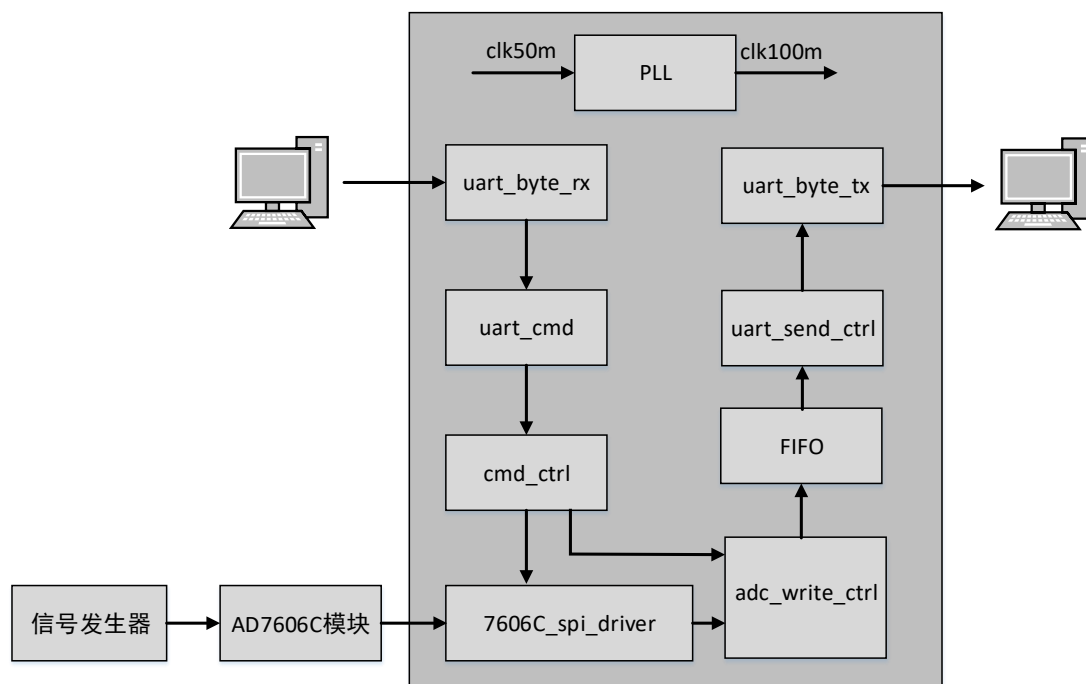 clk50m
PLL
clk100m
uart_byte_rx
uart_byte_tx
uart_cmd
uart_send_ctrl
cmd_ctrl
FIFO
信号发生器
AD7606C模块
7606C_spi_driver
adc_write_ctrl